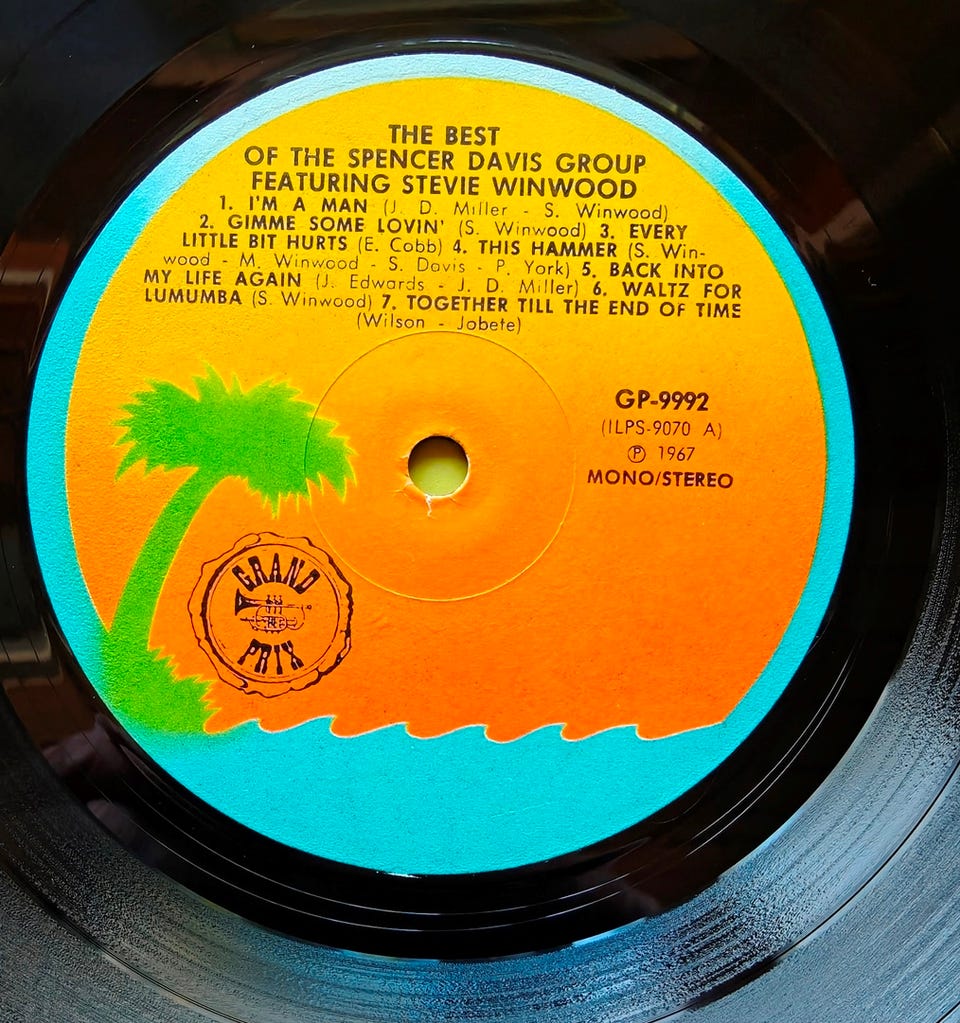 THE BEST
OF THE SPENCER DAVIS GROUP
FEATURING STEVIE WINWOOD
1. I'M A MAN (J. D. Miller - S. Winwood)
2. GIMME SOME LOVIN' (S. Winwood) 3. EVERY
LITTLE BIT HURTS (E. Cobb) 4. THIS HAMMER (S. Win-
wood - M. Winwood - S. Davis - P. York) 5. BACK INTO
MY LIFE AGAIN (J. Edwards - J. D. Miller) 6. WALTZ FOR
LUMUMBA (S. Winwood) 7. TOGETHER TILL THE END OF TIME
(Wilson - Jobete)
GP-9992
(ILPS-9070 A)
Ⓟ 1967
MONO/STEREO
GRAND
PRIX